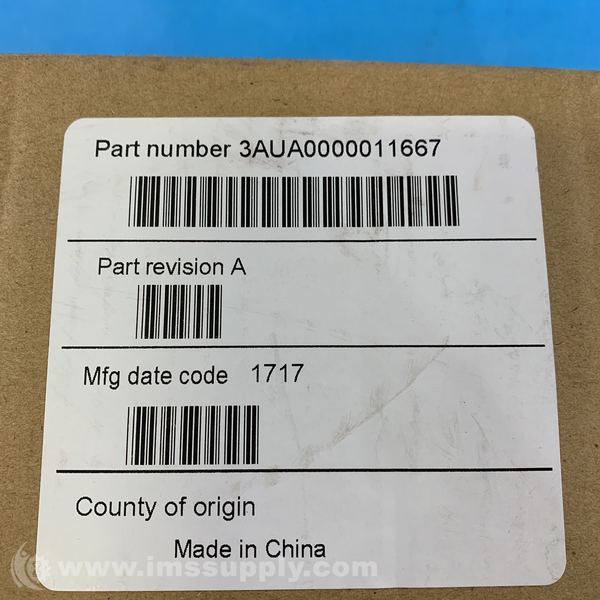 Part number 3AUA0000011667
Part revision A
Mfg date code 1717
County of origin
Made in China
www.imssupply.com